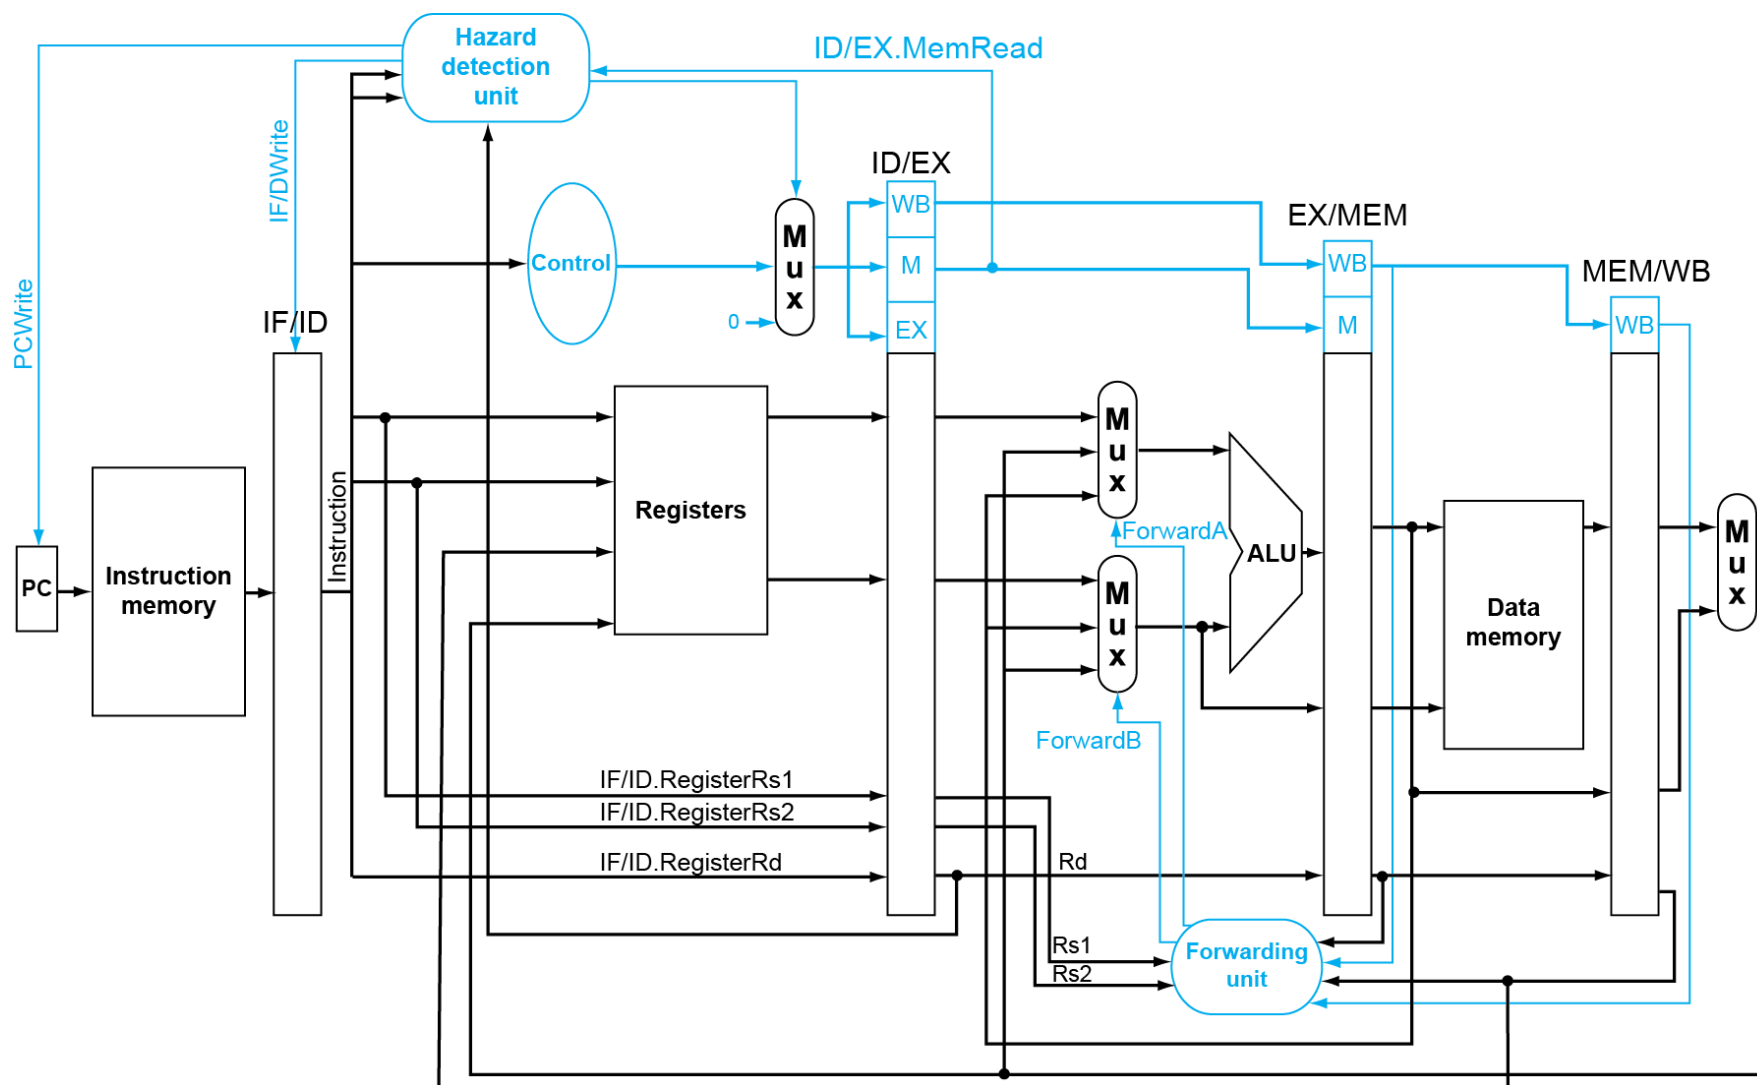 Hazard
detection
unit
ID/EX.MemRead
IF/DWrite
PCWrite
ID/EX
WB
M
EX
Control
M
u
x
0
EX/MEM
WB
M
MEM/WB
WB
IF/ID
Instruction
PC
Instruction
memory
Registers
M
u
x
ForwardA
M
u
x
ForwardB
ALU
Data
memory
M
u
x
IF/ID.RegisterRs1
IF/ID.RegisterRs2
IF/ID.RegisterRd
Rd
Rs1
Rs2
Forwarding
unit